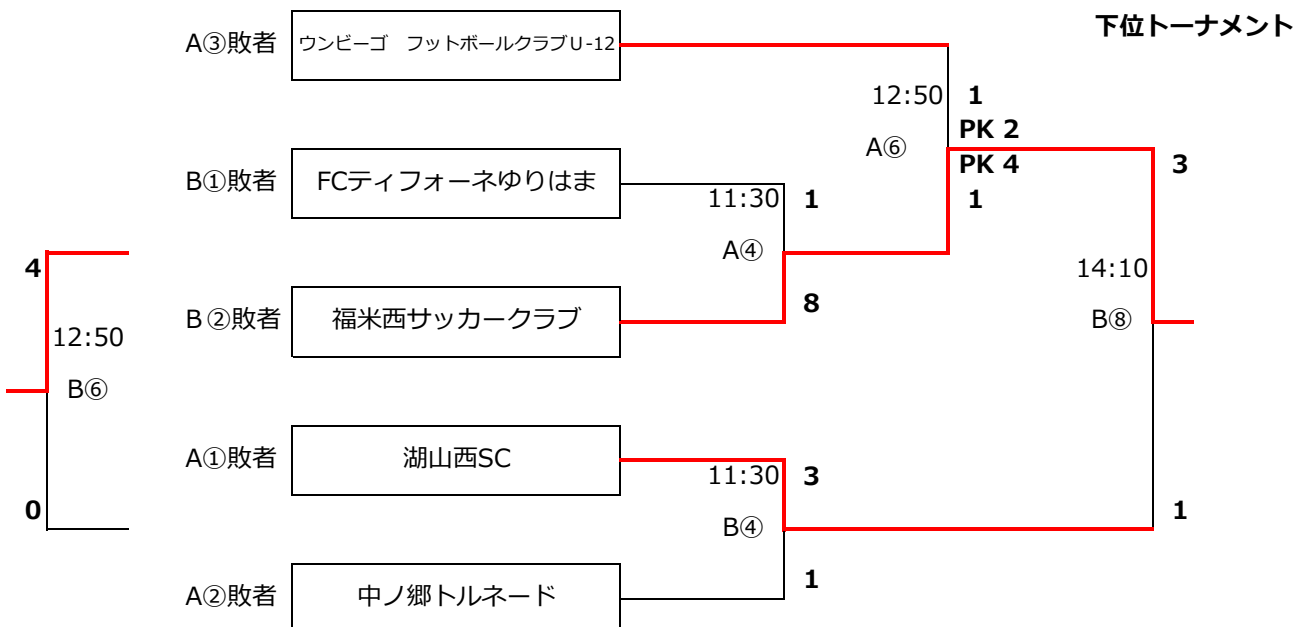 下位トーナメント
A③敗者
ウンビーゴ　フットボールクラブU-12
12:50
1
A⑥
PK 2
PK 4
1
3
B①敗者
FCティフォーネゆりはま
11:30
1
A④
8
B②敗者
福米西サッカークラブ
14:10
B⑧
4
12:50
B⑥
0
A①敗者
湖山西SC
11:30
3
B④
1
1
A②敗者
中ノ郷トルネード